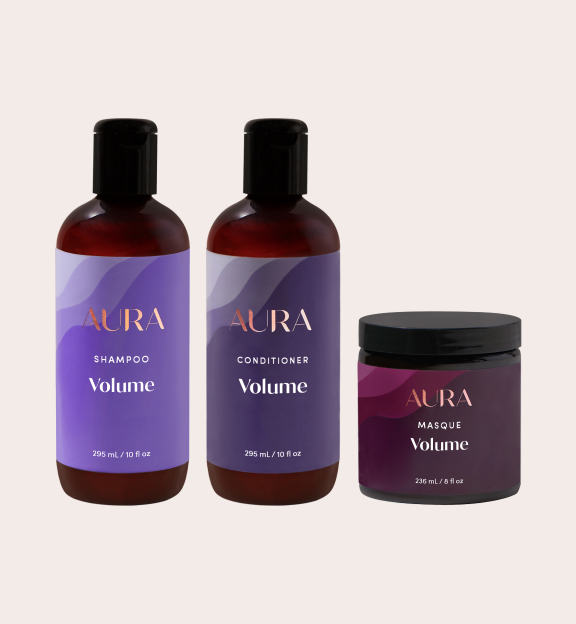 AURA
SHAMPOO
Volume
295 mL / 10 fl oz
AURA
CONDITIONER
Volume
295 mL / 10 fl oz
AURA
MASQUE
Volume
236 mL / 8 fl oz